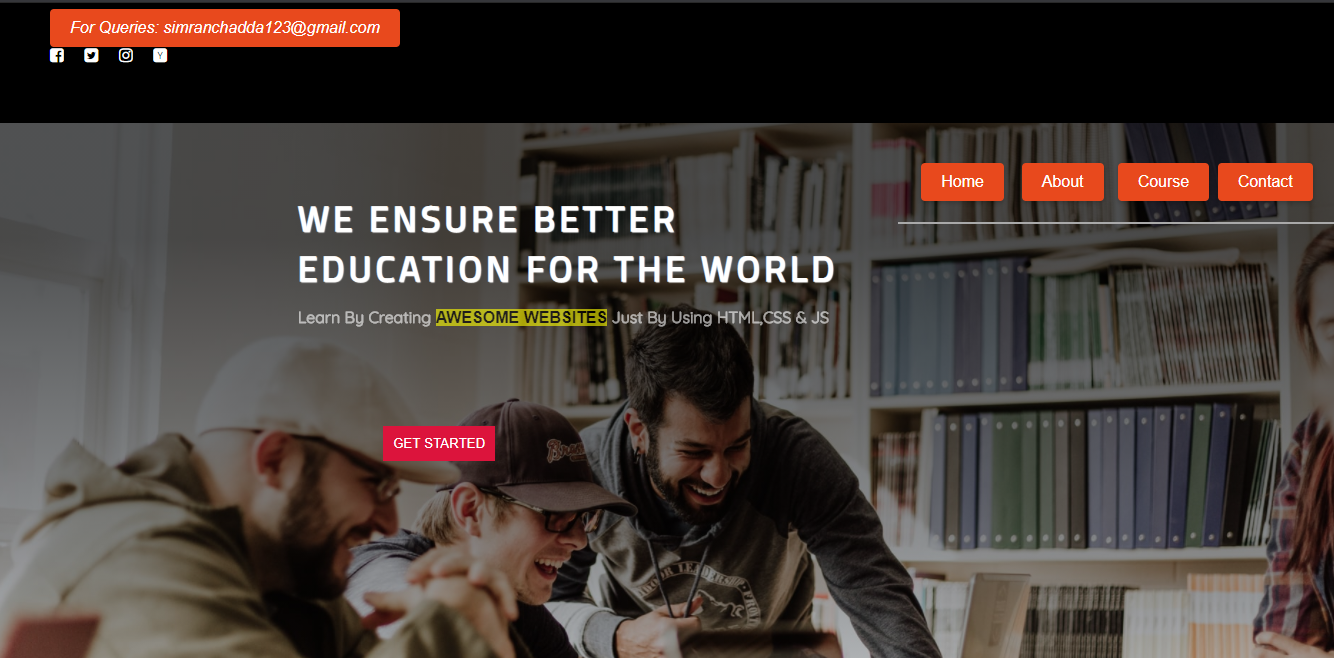 For Queries: simranchadda123@gmail.com
Home About Course Contact
WE ENSURE BETTER
EDUCATION FOR THE WORLD
Learn By Creating AWESOME WEBSITES Just By Using HTML,CSS & JS
GET STARTED